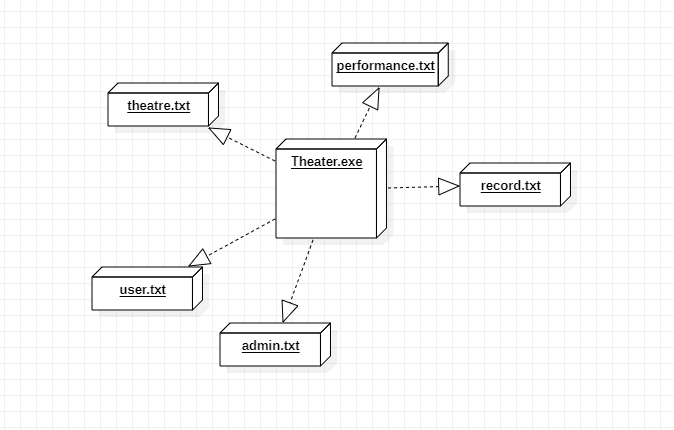 performance.txt
theatre.txt
Theater.exe
record.txt
user.txt
admin.txt